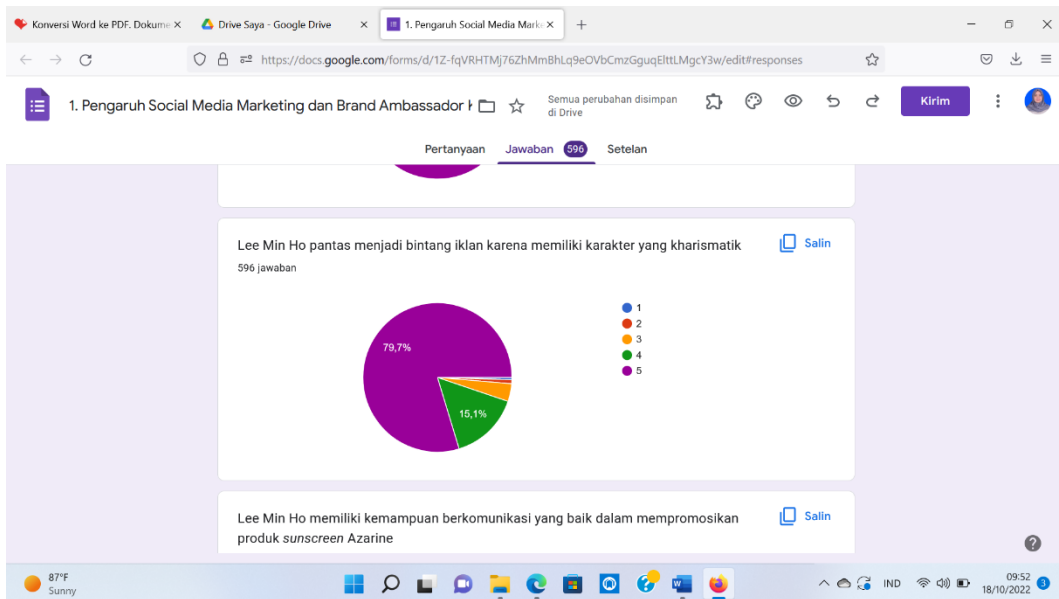 Konversi Word ke PDF. Dokume
Drive Saya - Google Drive
1. Pengaruh Social Media Marke
https://docs.google.com/forms/d/1Z-fqVRHTMj76ZhMmBhLq9eOVbCmzGguqElttLMgcY3w/edit#responses
1. Pengaruh Social Media Marketing dan Brand Ambassador
Semua perubahan disimpan
di Drive
Kirim
Pertanyaan
Jawaban 596
Setelan
Lee Min Ho pantas menjadi bintang iklan karena memiliki karakter yang kharismatik
Salin
596 jawaban
79,7%
15,1%
1
2
3
4
5
Lee Min Ho memiliki kemampuan berkomunikasi yang baik dalam mempromosikan
produk sunscreen Azarine
Salin
87°F
Sunny
IND
09:52
18/10/2022
3